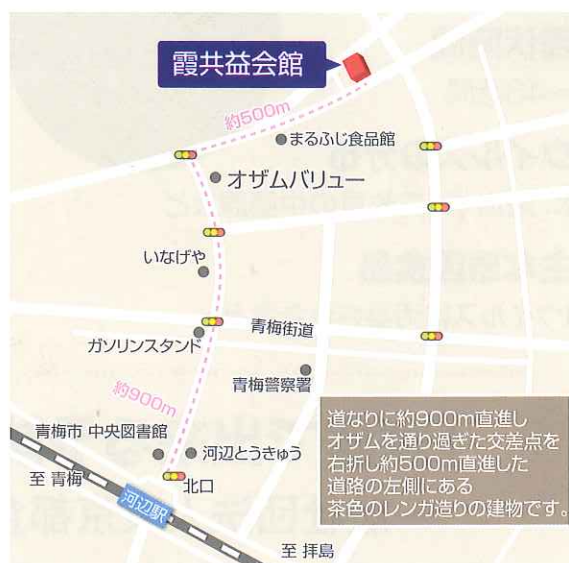 霞共益会館
約500m
まるふじ食品館
オザムバリュー
いなげや
青梅街道
ガソリンスタンド
青梅警察署
約900m
青梅市 中央図書館
河辺とうきゅう
至 青梅
北口
河辺駅
至 拝島
道なりに約900m直進し
オザムを通り過ぎた交差点を
右折し約500m直進した
道路の左側にある
茶色のレンガ造りの建物です。